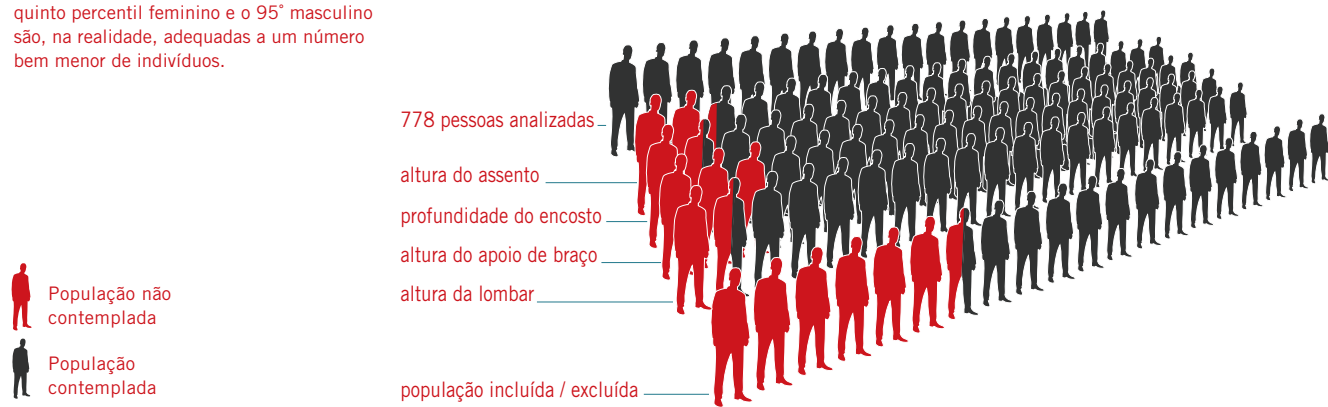 quinto percentil feminino e o 95° masculino
são, na realidade, adequadas a um número
bem menor de indivíduos.
778 pessoas analizadas
altura do assento
profundidade do encosto
altura do apoio de braço
altura da lombar
população incluída / excluída
População não
contemplada
População
contemplada